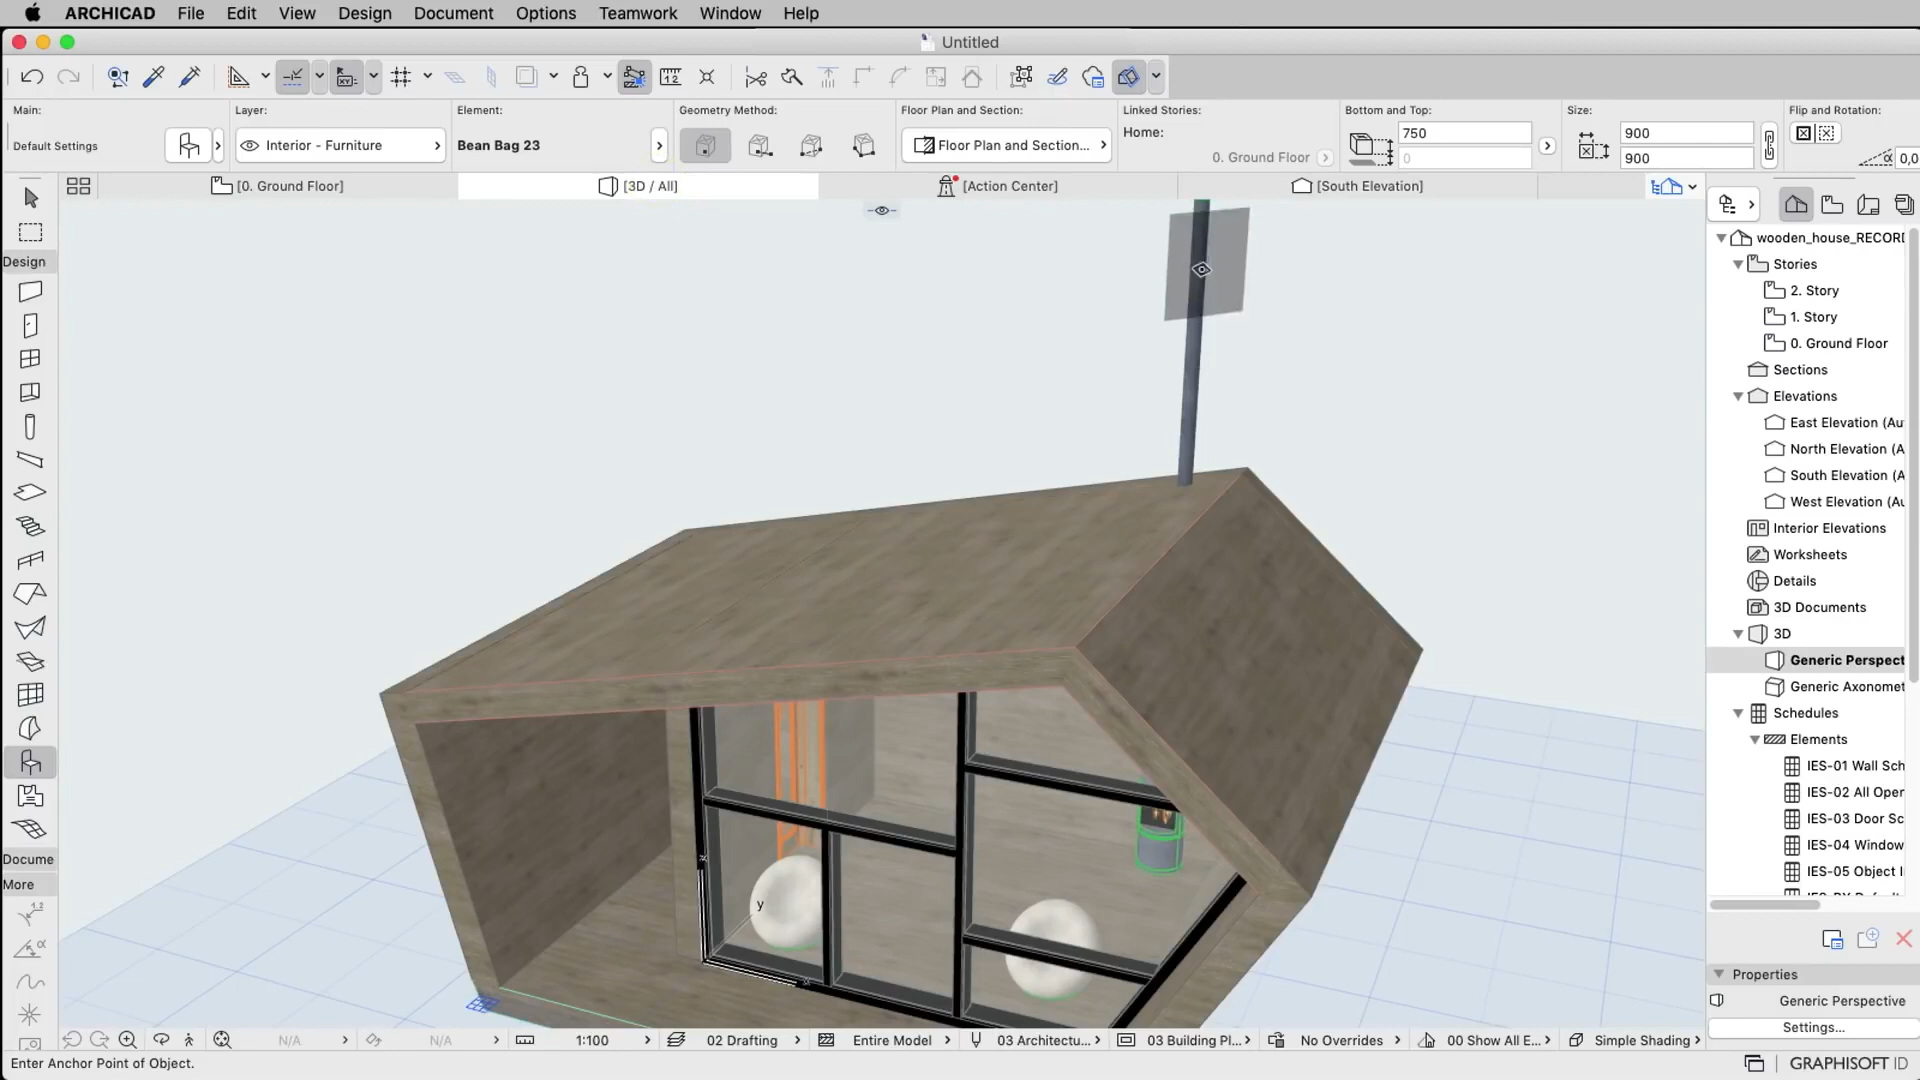 ARCHICAD File Edit View Design Document Options Teamwork Window Help
Untitled
Main: Layer: Element: Geometry Method: Floor Plan and Section: Linked Stories: Bottom and Top: Size: Flip and Rotation:
Default Settings Interior - Furniture Bean Bag 23 Floor Plan and Section... Home: 750 900
0. Ground Floor 0 900 0,0
[0. Ground Floor] [3D / All] [Action Center] [South Elevation]
wooden_house_RECORD
Stories
2. Story
1. Story
0. Ground Floor
Sections
Elevations
East Elevation (Au
North Elevation (A
South Elevation (A
West Elevation (Au
Interior Elevations
Worksheets
Details
3D Documents
3D
Generic Perspect
Generic Axonomet
Schedules
Elements
IES-01 Wall Sch
IES-02 All Oper
IES-03 Door Sc
IES-04 Window
IES-05 Object I
Properties
Generic Perspective
Settings...
Design
Docume
More
1.2
y
N/A N/A 1:100 02 Drafting Entire Model 03 Architectu... 03 Building Pl... No Overrides 00 Show All E... Simple Shading
Enter Anchor Point of Object. GRAPHISOFT ID